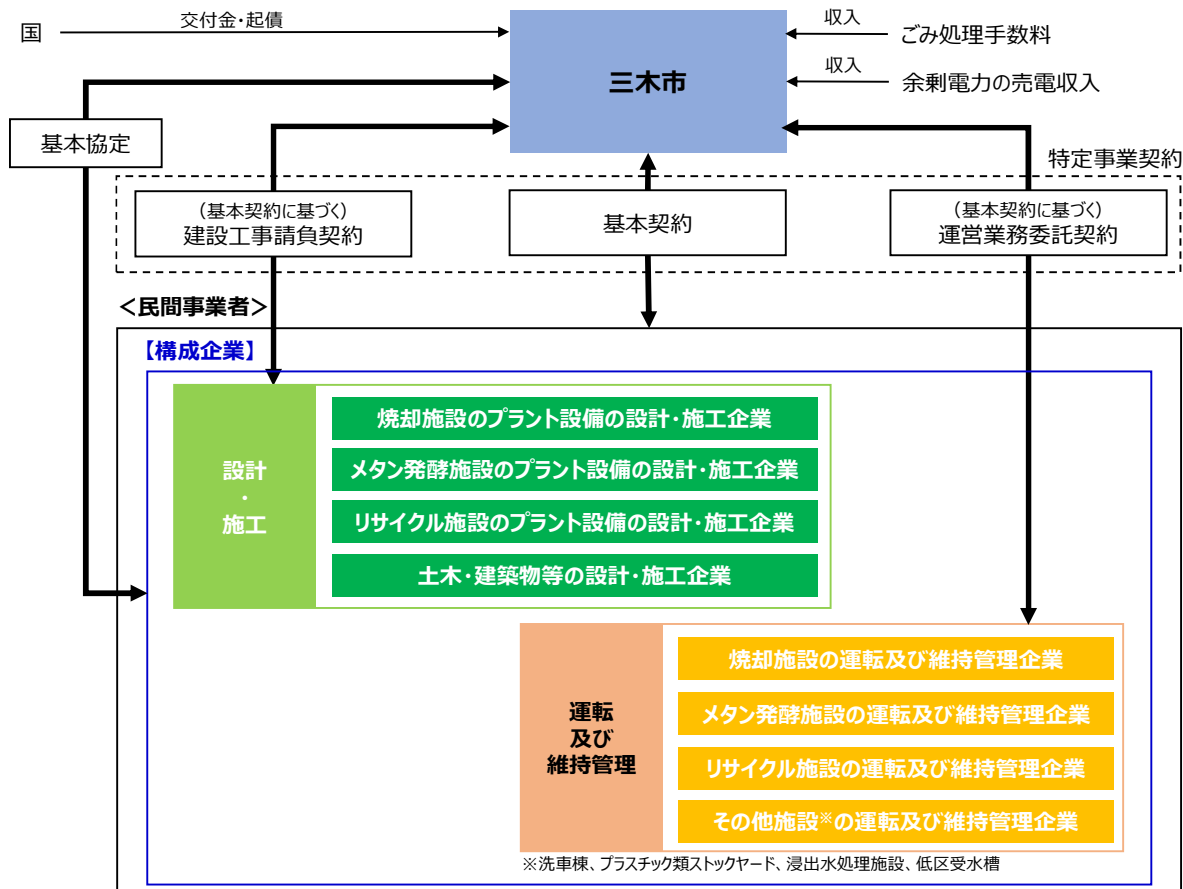 国
交付金・起債
三木市
収入
ごみ処理手数料
収入
余剰電力の売電収入
基本協定
特定事業契約
（基本契約に基づく）
建設工事請負契約
基本契約
（基本契約に基づく）
運営業務委託契約
＜民間事業者＞
【構成企業】
設計
・
施工
焼却施設のプラント設備の設計・施工企業
メタン発酵施設のプラント設備の設計・施工企業
リサイクル施設のプラント設備の設計・施工企業
土木・建築物等の設計・施工企業
運転
及び
維持管理
焼却施設の運転及び維持管理企業
メタン発酵施設の運転及び維持管理企業
リサイクル施設の運転及び維持管理企業
その他施設※の運転及び維持管理企業
※洗車棟、プラスチック類ストックヤード、浸出水処理施設、低区受水槽